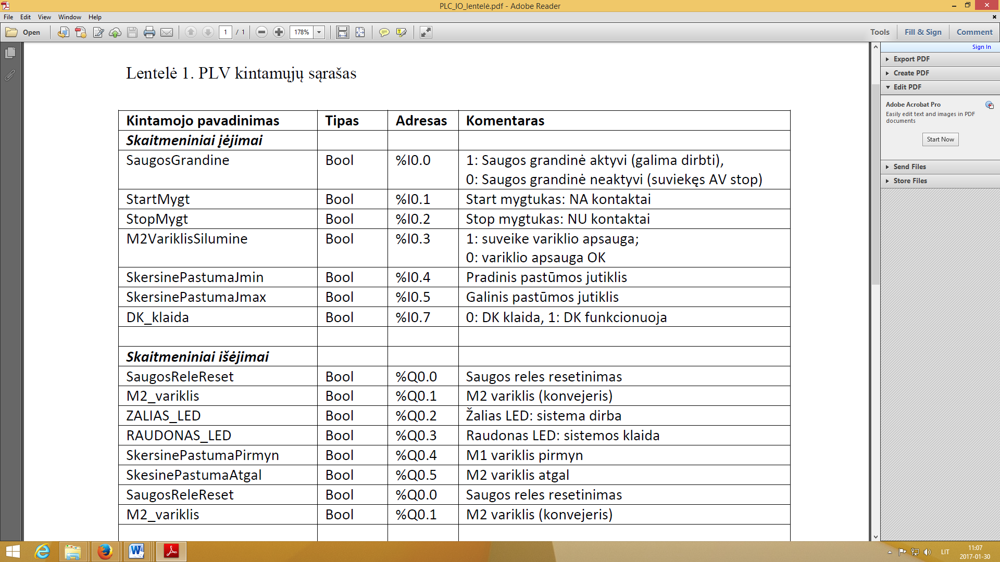 PLC_IO_lentelė.pdf - Adobe Reader
File Edit View Window Help
Open 1 / 1 178% Tools Fill & Sign Comment
Sign In
Export PDF
Create PDF
Edit PDF
Adobe Acrobat Pro
Easily edit text and images in PDF
documents
Start Now
Send Files
Store Files
Lentelė 1. PLV kintamųjų sąrašas
Kintamojo pavadinimas Tipas Adresas Komentaras
Skaitmeniniai įėjimai
SaugosGrandine Bool %I0.0 1: Saugos grandinė aktyvi (galima dirbti),
0: Saugos grandinė neaktyvi (suviekęs AV stop)
StartMygt Bool %I0.1 Start mygtukas: NA kontaktai
StopMygt Bool %I0.2 Stop mygtukas: NU kontaktai
M2VariklisSilumine Bool %I0.3 1: suveike variklio apsauga;
0: variklio apsauga OK
SkersinePastumaJmin Bool %I0.4 Pradinis pastūmos jutiklis
SkersinePastumaJmax Bool %I0.5 Galinis pastūmos jutiklis
DK_klaida Bool %I0.7 0: DK klaida, 1: DK funkcionuoja
Skaitmeniniai išėjimai
SaugosReleReset Bool %Q0.0 Saugos reles resetinimas
M2_variklis Bool %Q0.1 M2 variklis (konvejeris)
ZALIAS_LED Bool %Q0.2 Žalias LED: sistema dirba
RAUDONAS_LED Bool %Q0.3 Raudonas LED: sistemos klaida
SkersinePastumaPirmyn Bool %Q0.4 M1 variklis pirmyn
SkesinePastumaAtgal Bool %Q0.5 M2 variklis atgal
SaugosReleReset Bool %Q0.0 Saugos reles resetinimas
M2_variklis Bool %Q0.1 M2 variklis (konvejeris)
LIT 11:07
2017-01-30